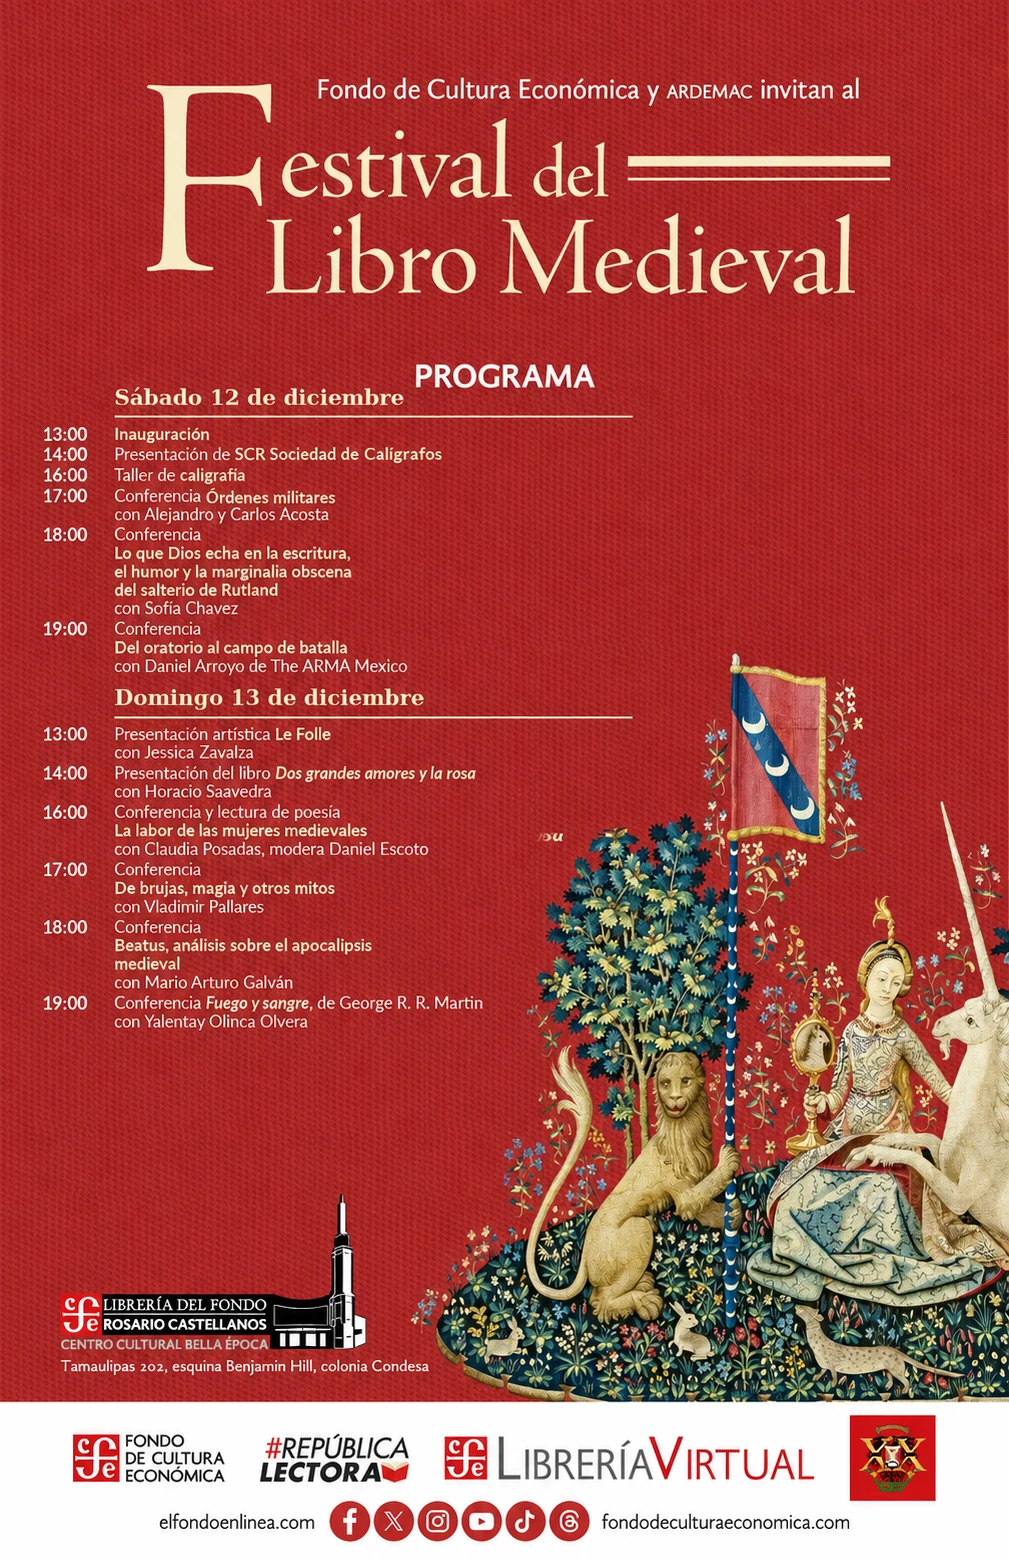 Fondo de Cultura Económica y ARDEMAC invitan al
Festival del
Libro Medieval
PROGRAMA
Sábado 12 de diciembre
13:00 Inauguración
14:00 Presentación de SCR Sociedad de Calígrafos
16:00 Taller de caligrafía
17:00 Conferencia Órdenes militares
con Alejandro y Carlos Acosta
18:00 Conferencia
Lo que Dios echa en la escritura,
el humor y la marginalia obscena
del salterio de Rutland
con Sofía Chavez
19:00 Conferencia
Del oratorio al campo de batalla
con Daniel Arroyo de The ARMA Mexico
Domingo 13 de diciembre
13:00 Presentación artística Le Folle
con Jessica Zavalza
14:00 Presentación del libro Dos grandes amores y la rosa
con Horacio Saavedra
16:00 Conferencia y lectura de poesía
La labor de las mujeres medievales
con Claudia Posadas, modera Daniel Escoto
17:00 Conferencia
De brujas, magia y otros mitos
con Vladimir Pallares
18:00 Conferencia
Beatus, análisis sobre el apocalipsis
medieval
con Mario Arturo Galván
19:00 Conferencia Fuego y sangre, de George R. R. Martin
con Yalentay Olinca Olvera
cfe LIBRERÍA DEL FONDO
ROSARIO CASTELLANOS
CENTRO CULTURAL BELLA ÉPOCA
Tamaulipas 202, esquina Benjamin Hill, colonia Condesa
cfe FONDO
DE CULTURA
ECONÓMICA
#REPÚBLICA
LECTORA
cfe LIBRERÍAVIRTUAL
elfondoenlinea.com
fondodeculturaeconomica.com